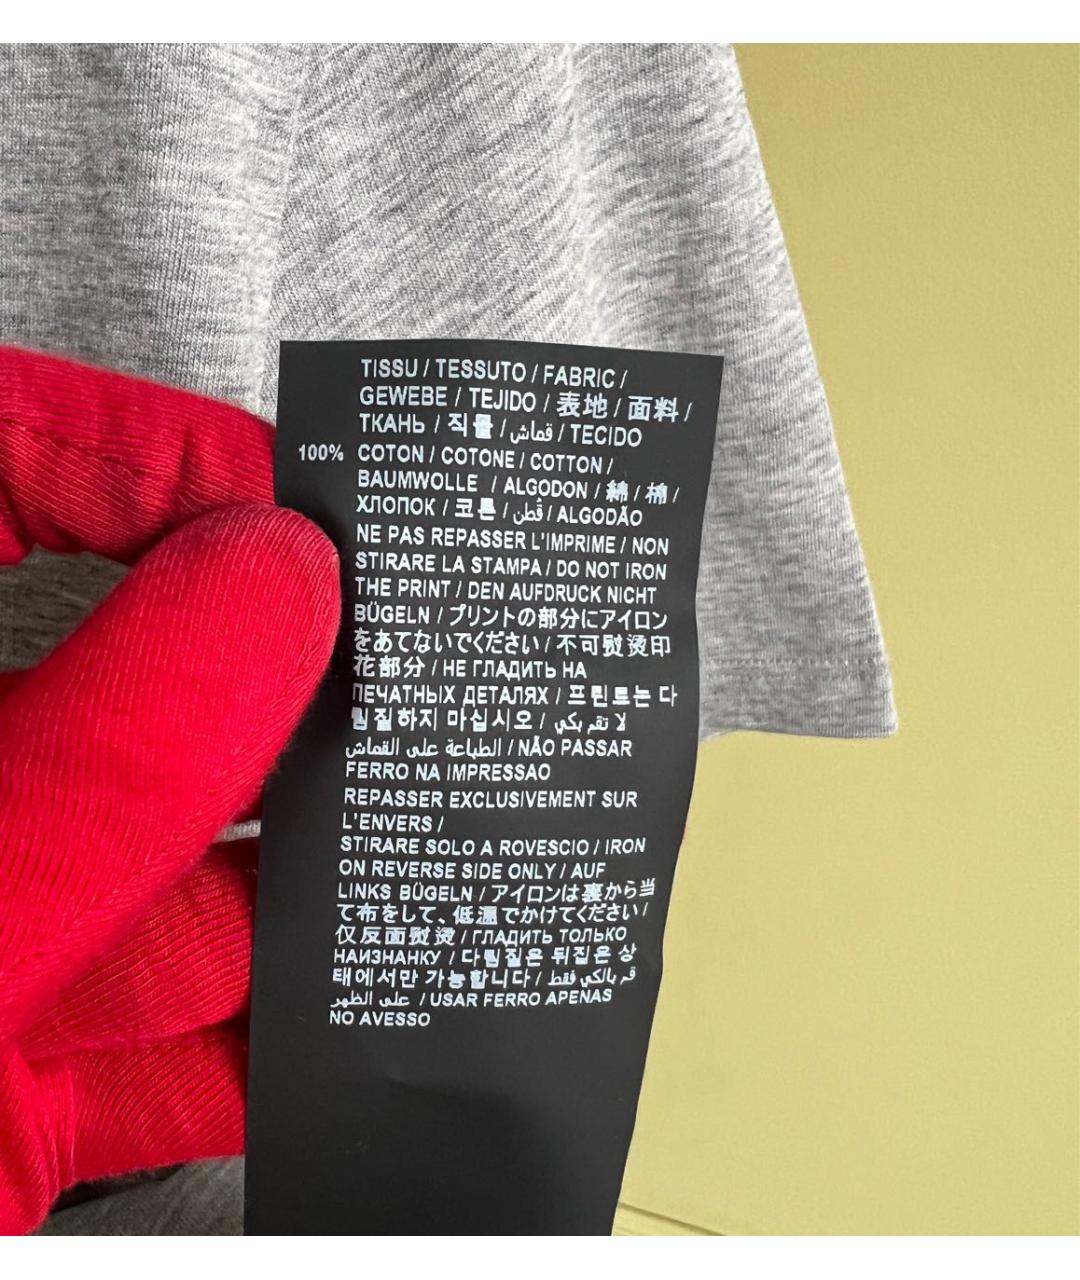 TISSU / TESSUTO / FABRIC /
GEWEBE / TEJIDO / 表地 / 面料 /
ТКАНЬ / 직물 / قماش / TECIDO
100% COTON / COTONE / COTTON /
BAUMWOLLE / ALGODON / 綿 / 棉 /
ХЛОПОК / 코튼 / قُطن / ALGODÃO
NE PAS REPASSER L'IMPRIME / NON
STIRARE LA STAMPA / DO NOT IRON
THE PRINT / DEN AUFDRUCK NICHT
BÜGELN / プリントの部分にアイロン
をあてないでください / 不可熨烫印
花部分 / НЕ ГЛАДИТЬ НА
ПЕЧАТНЫХ ДЕТАЛЯХ / 프린트는 다
림질하지 마십시오 / لا تقم بكي
الطباعة على القماش / NÃO PASSAR
FERRO NA IMPRESSAO
REPASSER EXCLUSIVEMENT SUR
L'ENVERS /
STIRARE SOLO A ROVESCIO / IRON
ON REVERSE SIDE ONLY / AUF
LINKS BÜGELN / アイロンは裏から当
て布をして、低温でかけてください /
仅反面熨烫 / ГЛАДИТЬ ТОЛЬКО
НАИЗНАНКУ / 다림질은 뒤집은 상
태에서만 가능합니다 / قم بالكي فقط
على الظهر / USAR FERRO APENAS
NO AVESSO